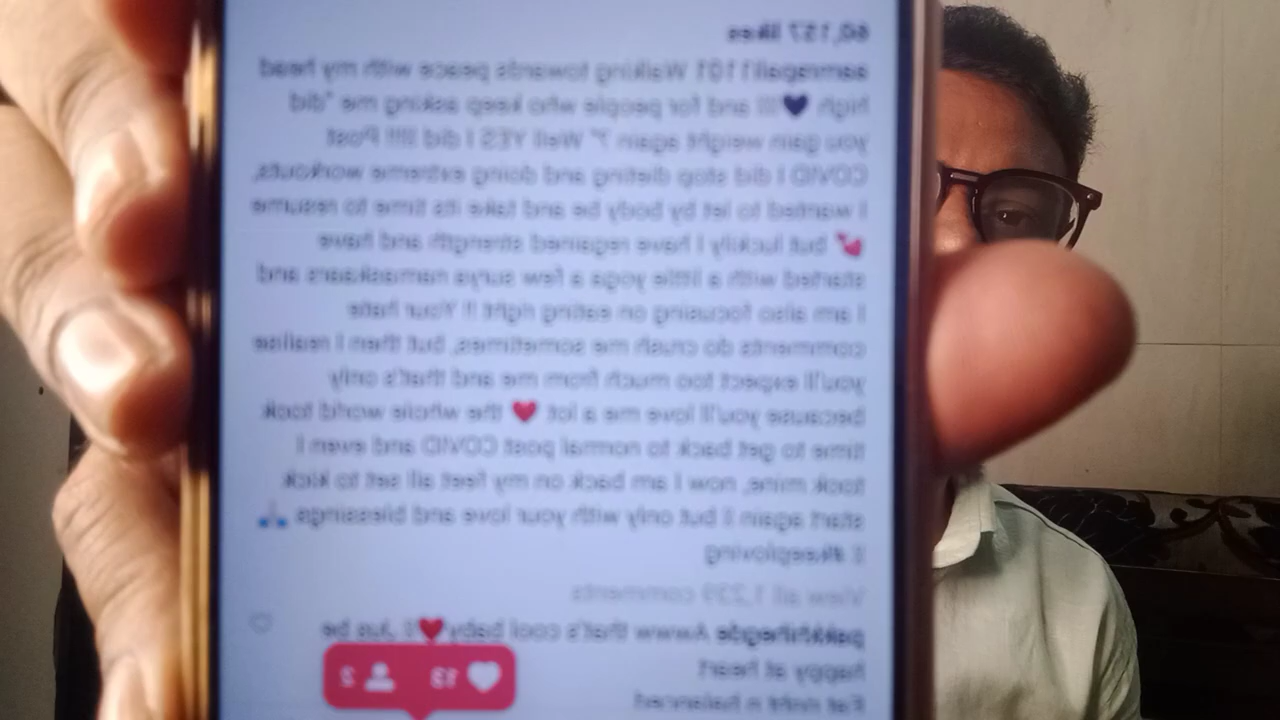 60,157 likes
Walking towards peace with my head
high 🖤!!! and for people who keep asking me "did
you gain weight again ?" Well YES I did !!!! Post
COVID I did stop dieting and doing extreme workouts,
I wanted to let by body be and take its time to resume
💕 but luckily I have regained strength and have
started with a little yoga a few surya namaskaars and
I am also focusing on eating right !! Your hate
comments do crush me sometimes, but then I realise
you'll expect too much from me and that's only
because you'll love me a lot ❤️ the whole world took
time to get back to normal post COVID and even I
took mine, now I am back on my feet all set to kick
start again !! but only with your love and blessings 🙏
!! #keeploving
View all 1,239 comments
Awww that's cool baby❤️!! Jus be
happy at heart
Eat right n balanced
13 2